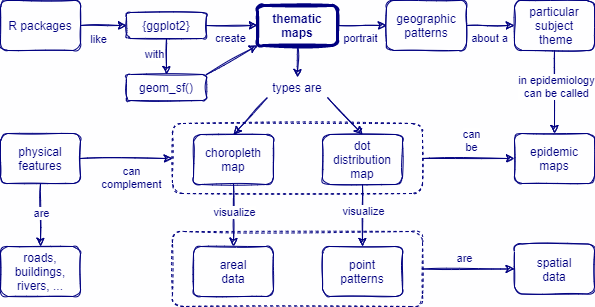 R packages
like
{ggplot2}
create
thematic
maps
portrait
geographic
patterns
about a
particular
subject
theme
with
geom_sf()
types are
in epidemiology
can be called
physical
features
can
complement
choropleth
map
dot
distribution
map
can
be
epidemic
maps
are
visualize
visualize
roads,
buildings,
rivers, ...
areal
data
point
patterns
are
spatial
data